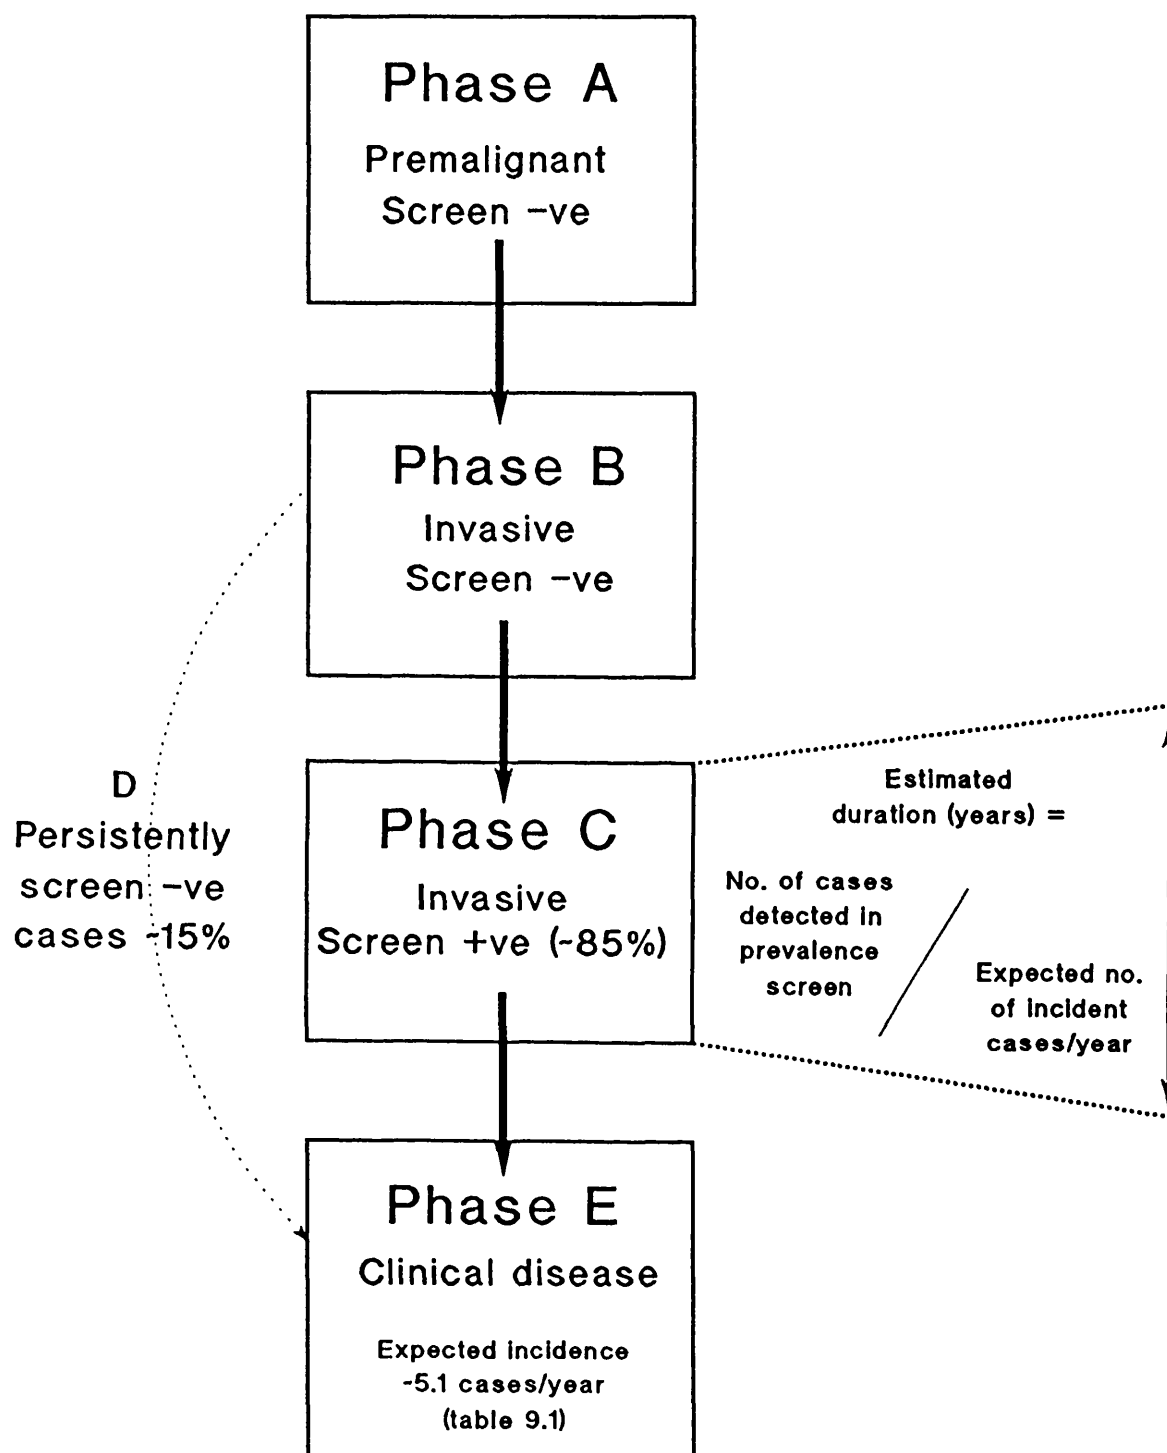 Phase A
Premalignant
Screen -ve
Phase B
Invasive
Screen -ve
D
Persistently
screen -ve
cases ~15%
Phase C
Invasive
Screen +ve (~85%)
Estimated
duration (years) =
No. of cases
detected in
prevalence
screen
/
Expected no.
of incident
cases/year
Phase E
Clinical disease
Expected incidence
~5.1 cases/year
(table 9.1)